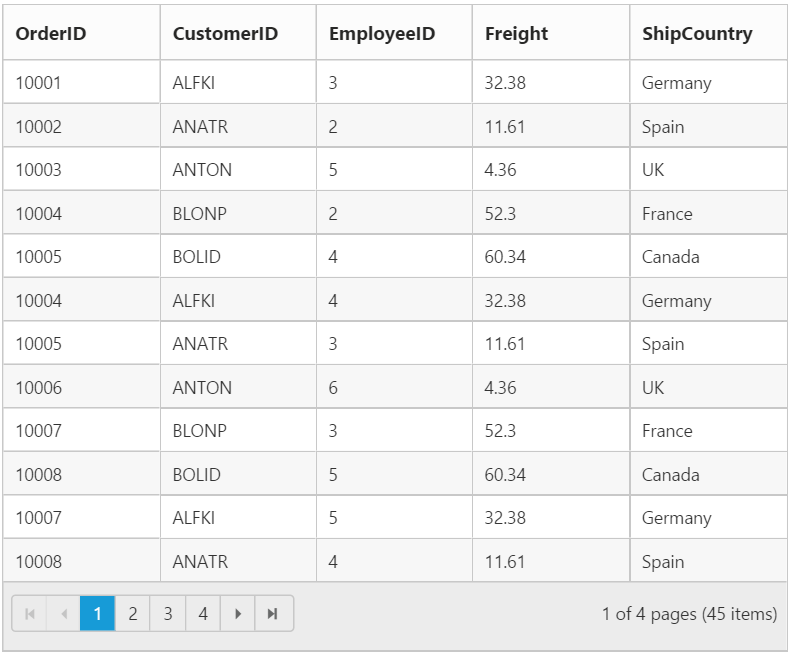 OrderID CustomerID EmployeeID Freight ShipCountry
10001 ALFKI 3 32.38 Germany
10002 ANATR 2 11.61 Spain
10003 ANTON 5 4.36 UK
10004 BLONP 2 52.3 France
10005 BOLID 4 60.34 Canada
10004 ALFKI 4 32.38 Germany
10005 ANATR 3 11.61 Spain
10006 ANTON 6 4.36 UK
10007 BLONP 3 52.3 France
10008 BOLID 5 60.34 Canada
10007 ALFKI 5 32.38 Germany
10008 ANATR 4 11.61 Spain
1 2 3 4 1 of 4 pages (45 items)